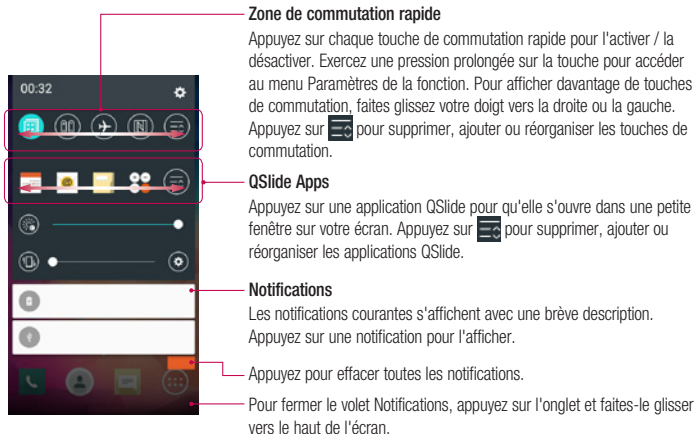 Zone de commutation rapide
Appuyez sur chaque touche de commutation rapide pour l'activer / la
désactiver. Exercez une pression prolongée sur la touche pour accéder
au menu Paramètres de la fonction. Pour afficher davantage de touches
de commutation, faites glissez votre doigt vers la droite ou la gauche.
Appuyez sur pour supprimer, ajouter ou réorganiser les touches de
commutation.
00:32
QSlide Apps
Appuyez sur une application QSlide pour qu'elle s'ouvre dans une petite
fenêtre sur votre écran. Appuyez sur pour supprimer, ajouter ou
réorganiser les applications QSlide.
Notifications
Les notifications courantes s'affichent avec une brève description.
Appuyez sur une notification pour l'afficher.
Appuyez pour effacer toutes les notifications.
Pour fermer le volet Notifications, appuyez sur l'onglet et faites-le glisser
vers le haut de l'écran.